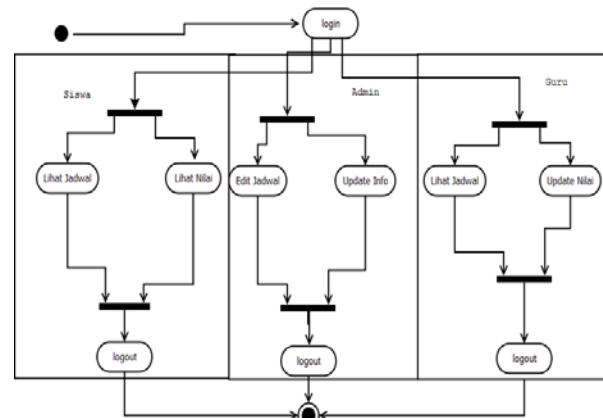 login
Siswa
Admin
Guru
Lihat Jadwal
Lihat Nilai
Edit Jadwal
Update Info
Lihat Jadwal
Update Nilai
logout
logout
logout